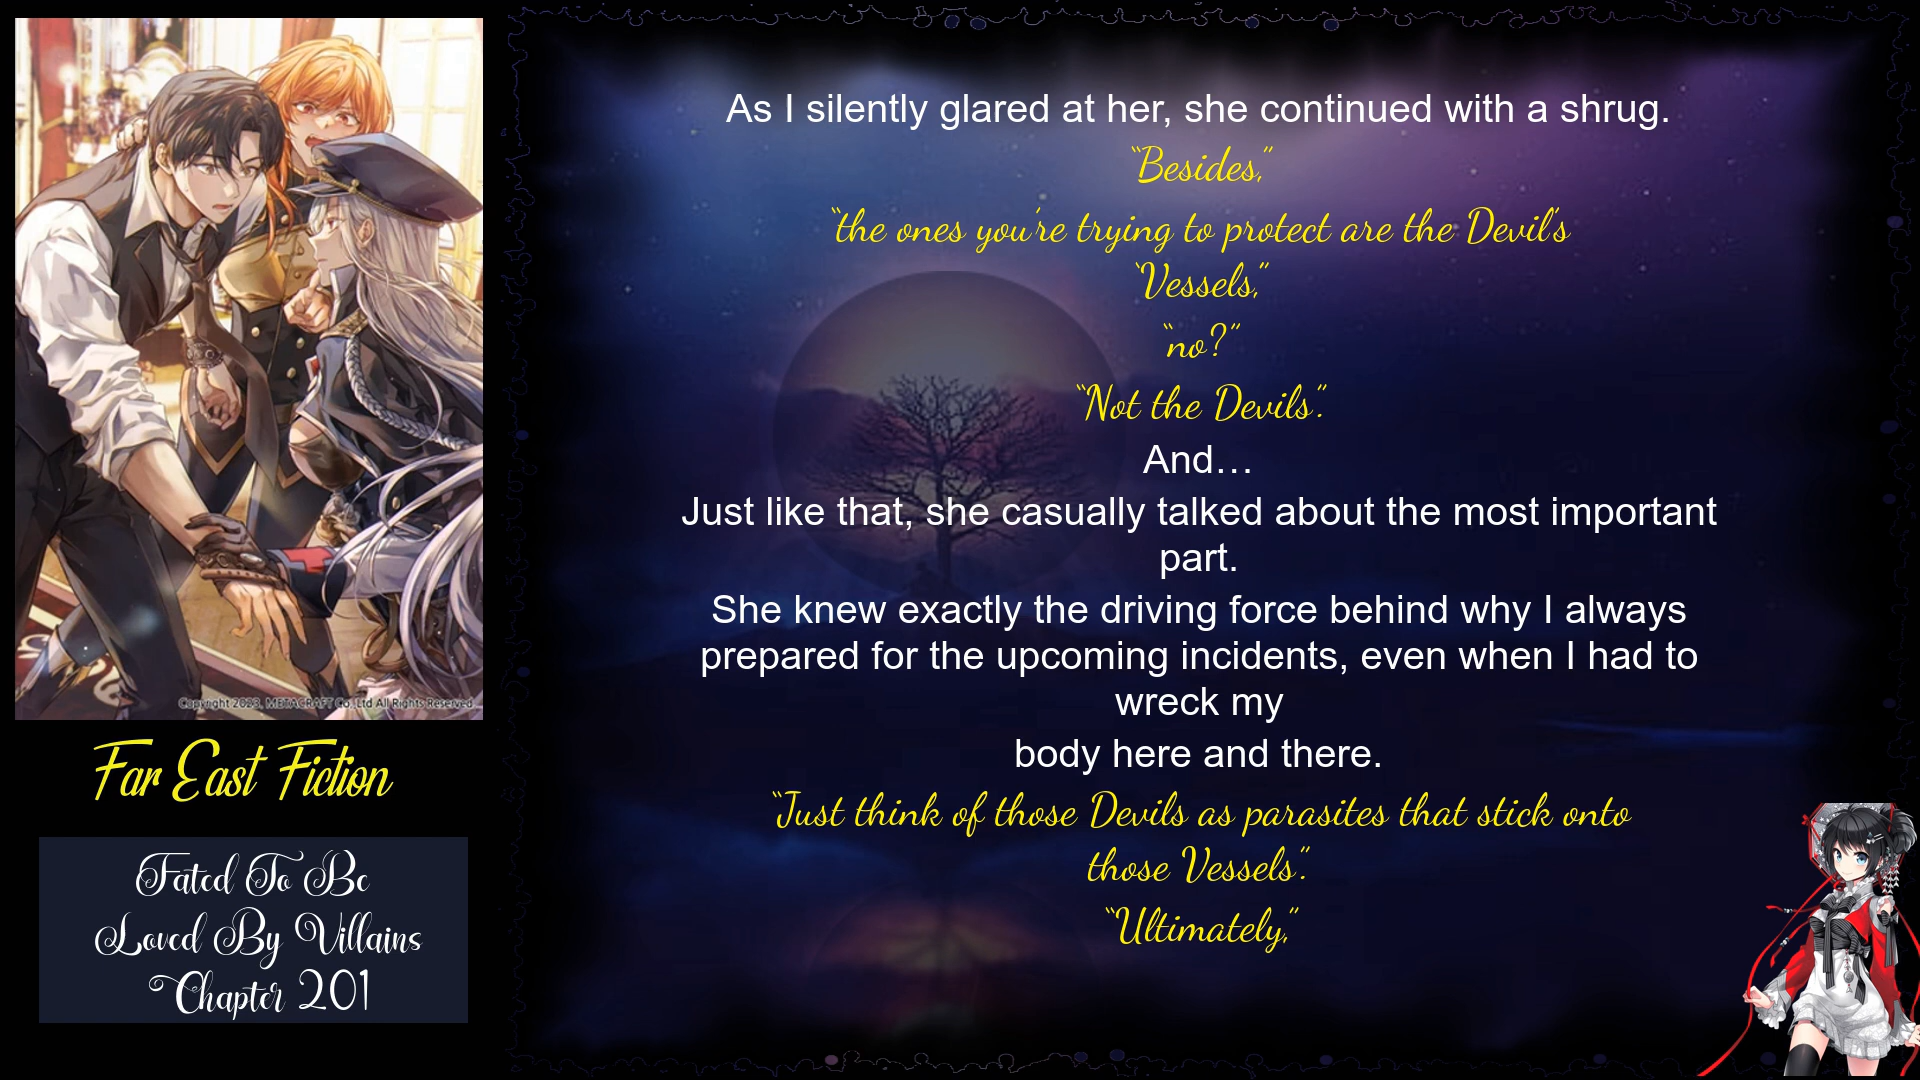 As I silently glared at her, she continued with a shrug.
“Besides,”
“the ones you’re trying to protect are the Devil’s
‘Vessels,”
“no?”
“Not the Devils”.
And…
Just like that, she casually talked about the most important
part.
She knew exactly the driving force behind why I always
prepared for the upcoming incidents, even when I had to
wreck my
body here and there.
“Just think of those Devils as parasites that stick onto
those Vessels”.
“Ultimately,”
Copyright 2023. METACRAFT Co.,Ltd All Rights Reserved
Far East Fiction
Fated To Be
Loved By Villains
Chapter 201